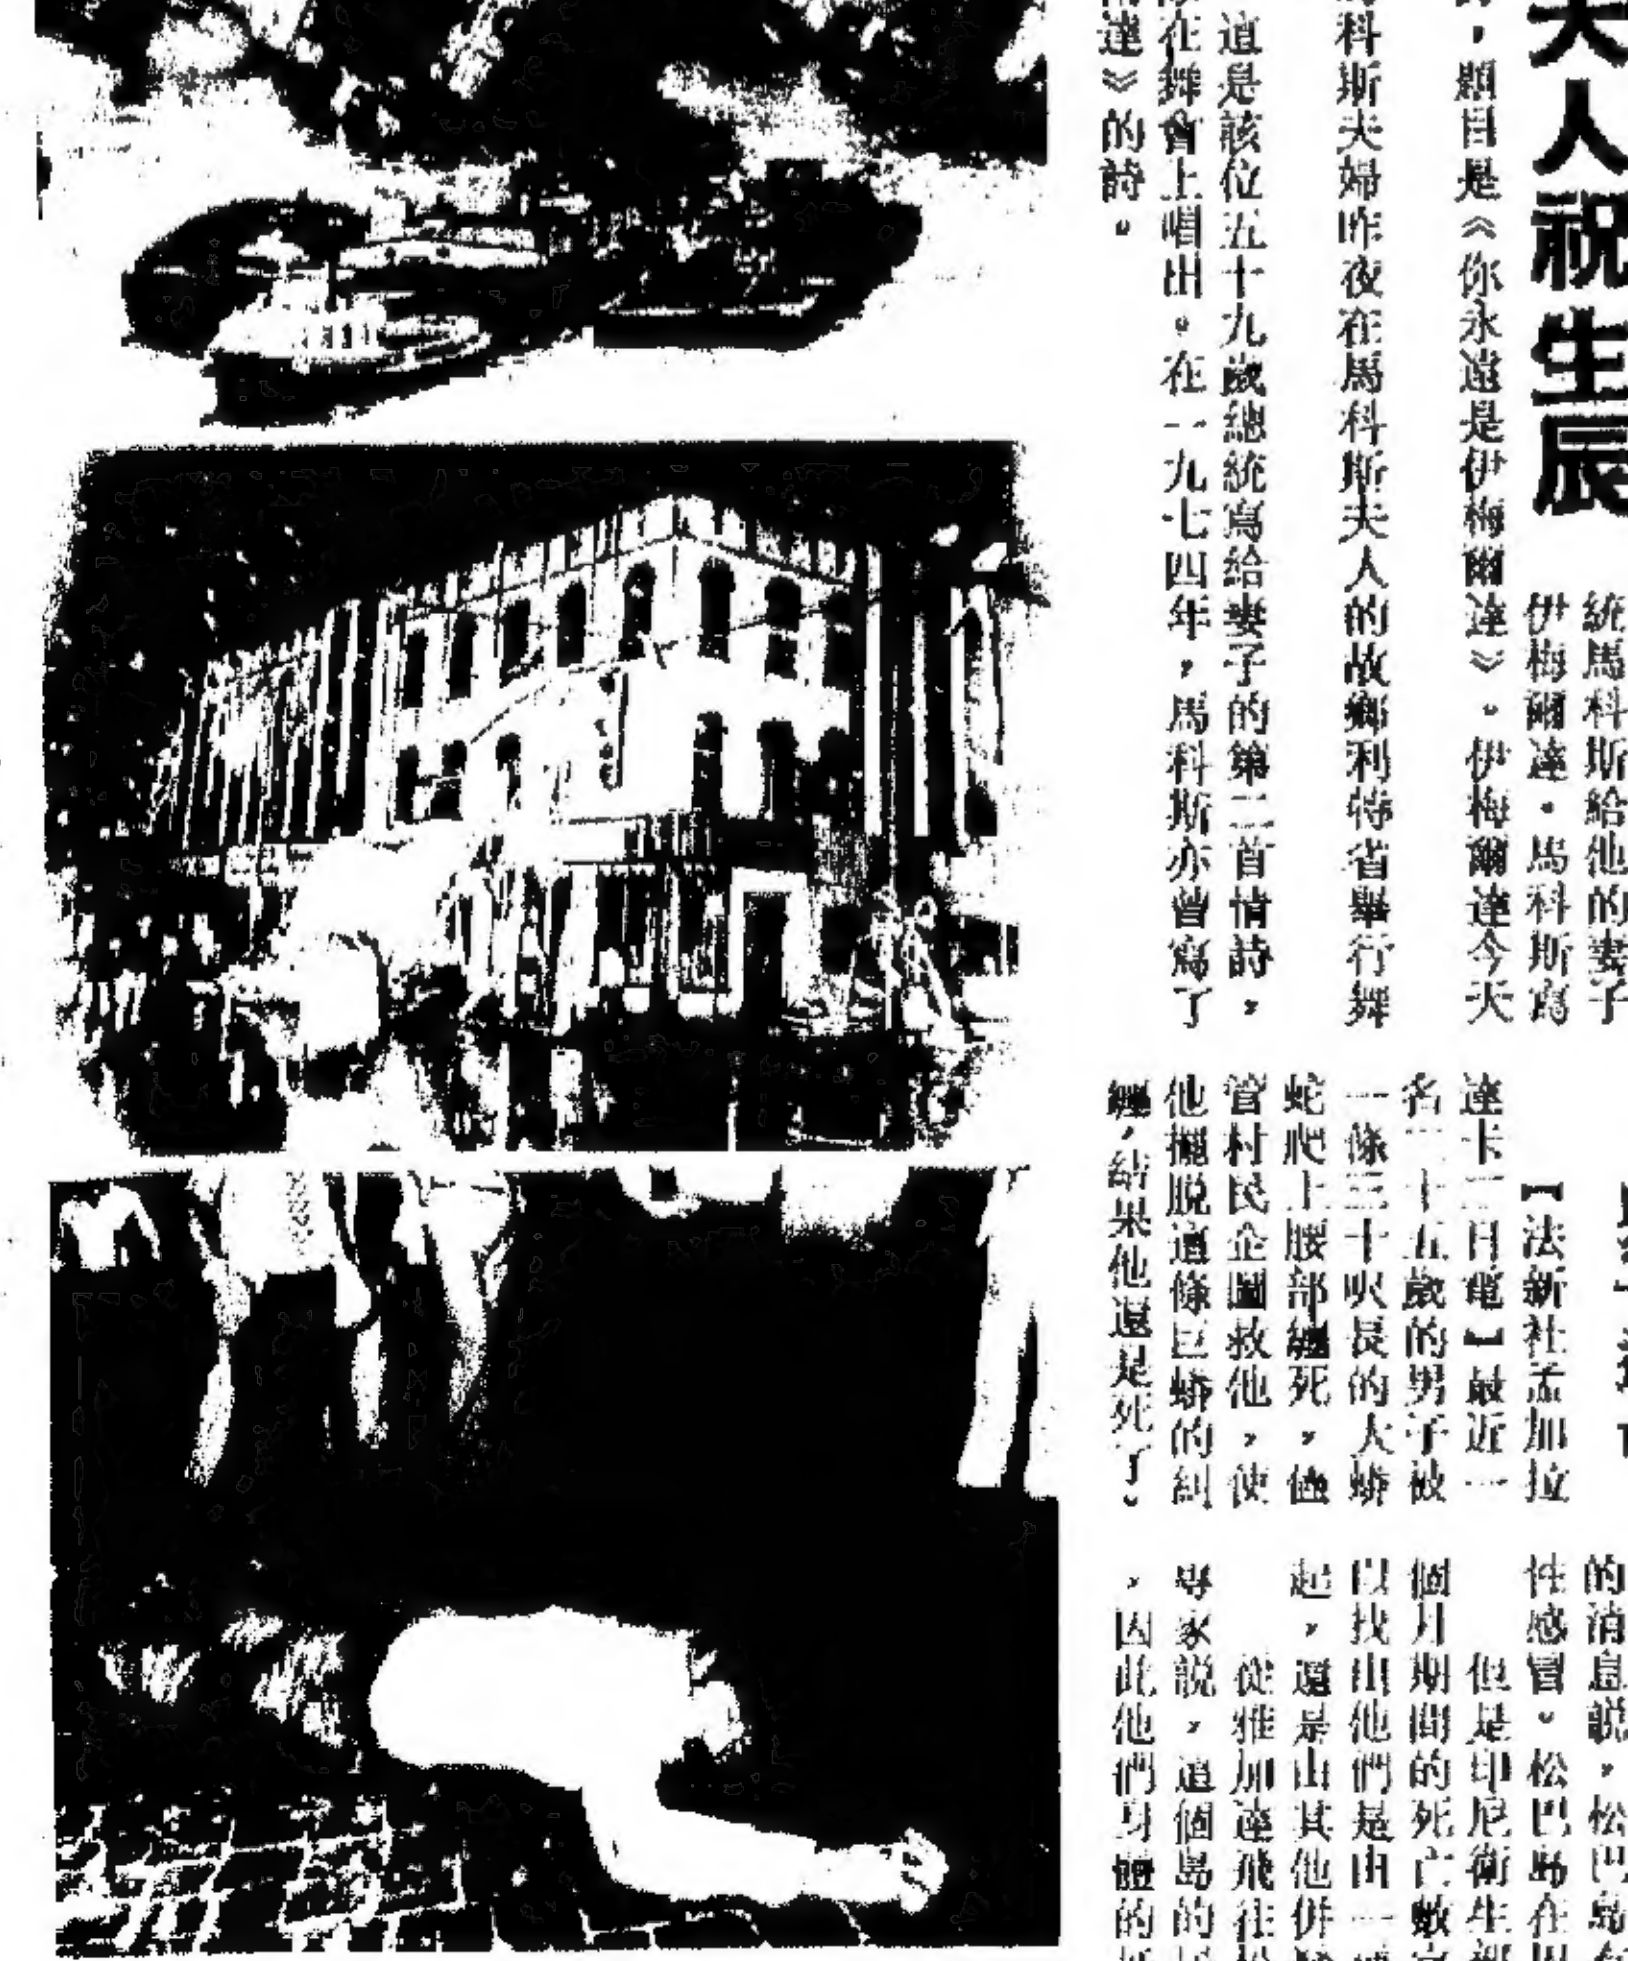 夫人祝生辰
統馬科斯給他的妻子
伊梅爾達·馬科斯寫
，題目是《你永遠是伊梅爾達》。伊梅爾達今天
科斯夫婦昨夜在馬科斯夫人的故鄉利特省舉行舞
這是該位五十九歲總統寫給妻子的第二首情詩，
在舞會上唱出。在一九七四年，馬科斯亦曾寫了
達》的詩。
【法新社孟加拉
達卡二日電】最近一
名二十五歲的男子被
一條三十呎長的大蟒
蛇爬上腰部纏死，儘
管村民企圖救他，使
他擺脱這條巨蟒的糾
纏，結果他還是死了。
的消息説，松巴島
性感冒。松巴島在
但是印尼衛生部
個月期間的死亡數
以找出他們是由一
起，還是由其他併
從雅加達飛往
專家説，這個島的
，因此他們身體的